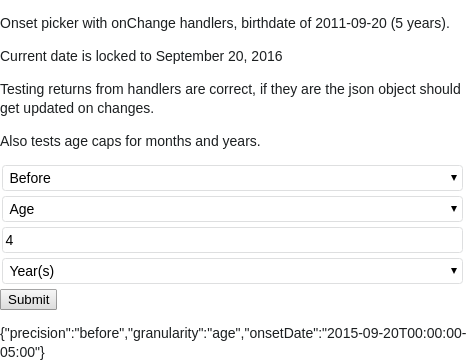 Onset picker with onChange handlers, birthdate of 2011-09-20 (5 years).
Current date is locked to September 20, 2016
Testing returns from handlers are correct, if they are the json object should
get updated on changes.
Also tests age caps for months and years.
Before
Age
4
Year(s)
Submit
{"precision":"before","granularity":"age","onsetDate":"2015-09-20T00:00:00-
05:00"}